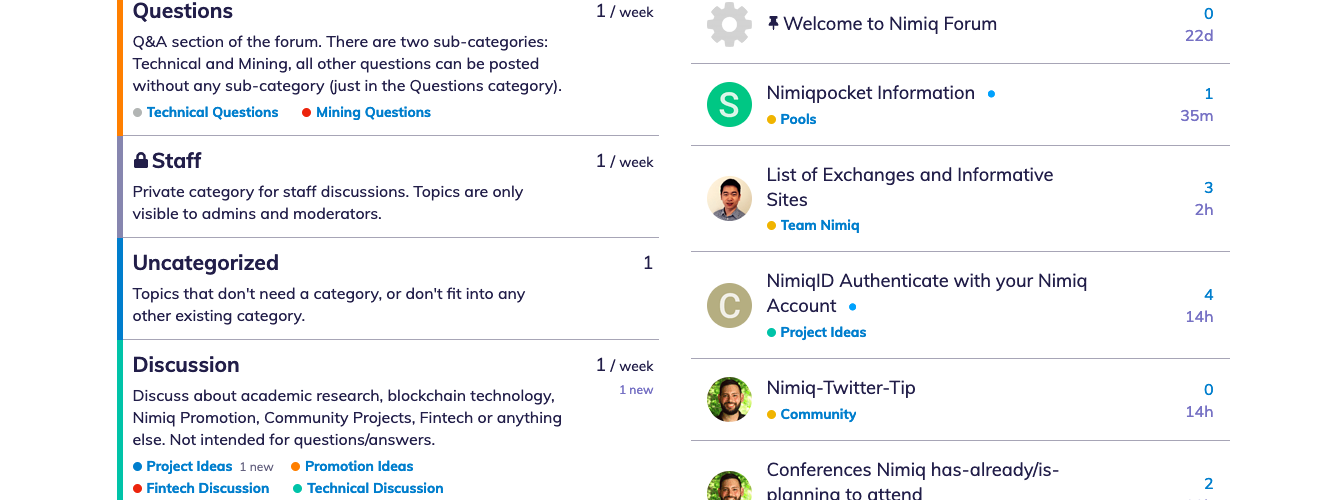 Questions
1 / week
Q&A section of the forum. There are two sub-categories:
Technical and Mining, all other questions can be posted
without any sub-category (just in the Questions category).
Technical Questions
Mining Questions
Staff
1 / week
Private category for staff discussions. Topics are only
visible to admins and moderators.
Uncategorized
1
Topics that don't need a category, or don't fit into any
other existing category.
Discussion
1 / week
1 new
Discuss about academic research, blockchain technology,
Nimiq Promotion, Community Projects, Fintech or anything
else. Not intended for questions/answers.
Project Ideas 1 new
Promotion Ideas
Fintech Discussion
Technical Discussion
Welcome to Nimiq Forum
0
22d
S
Nimiqpocket Information
1
Pools
35m
List of Exchanges and Informative
Sites
3
2h
Team Nimiq
C
NimiqID Authenticate with your Nimiq
Account
4
14h
Project Ideas
Nimiq-Twitter-Tip
0
Community
14h
Conferences Nimiq has-already/is-
planning to attend
2